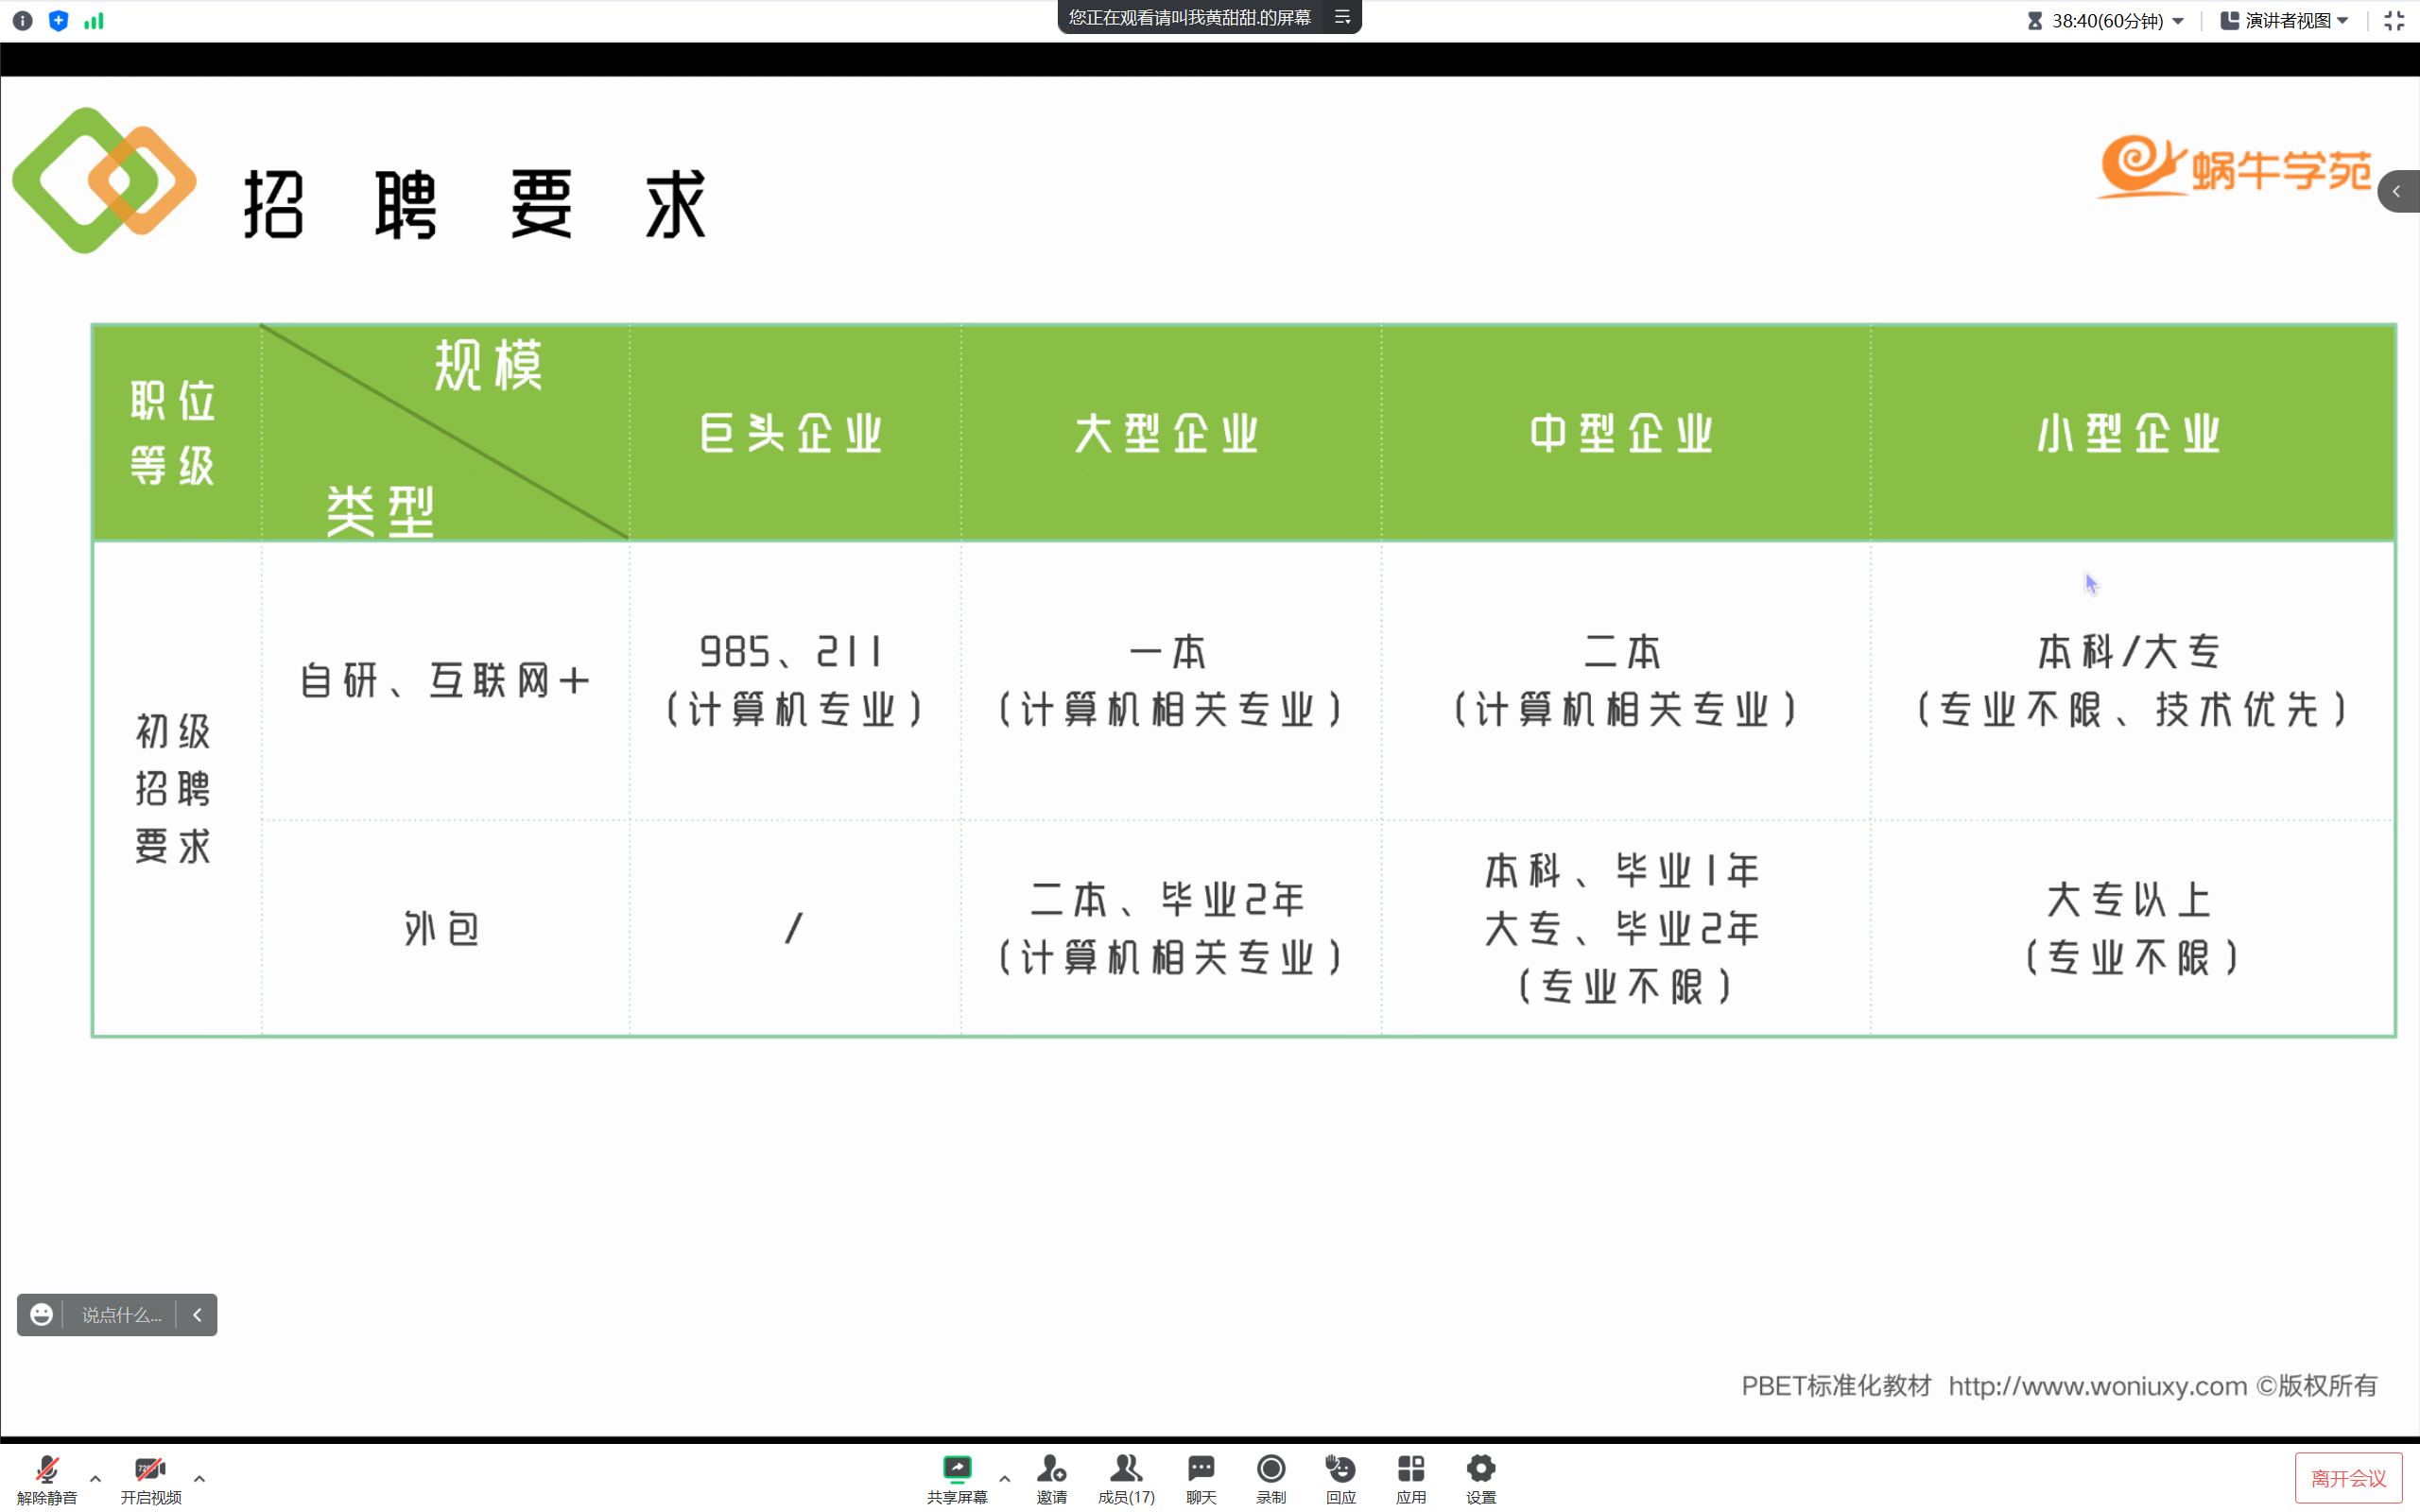 您正在观看请叫我黄甜甜.的屏幕
38:40(60分钟)
演讲者视图
招聘要求
蜗牛学苑
职位
等级
规模
类型
巨头企业
大型企业
中型企业
小型企业
初级
招聘
要求
自研、互联网+
985、211
(计算机专业)
一本
(计算机相关专业)
二本
(计算机相关专业)
本科/大专
(专业不限、技术优先)
外包
/
二本、毕业2年
(计算机相关专业)
本科、毕业1年
大专、毕业2年
(专业不限)
大专以上
(专业不限)
说点什么...
PBET标准化教材 http://www.woniuxy.com ©版权所有
解除静音
开启视频
共享屏幕
邀请
成员(17)
聊天
录制
回应
应用
设置
离开会议